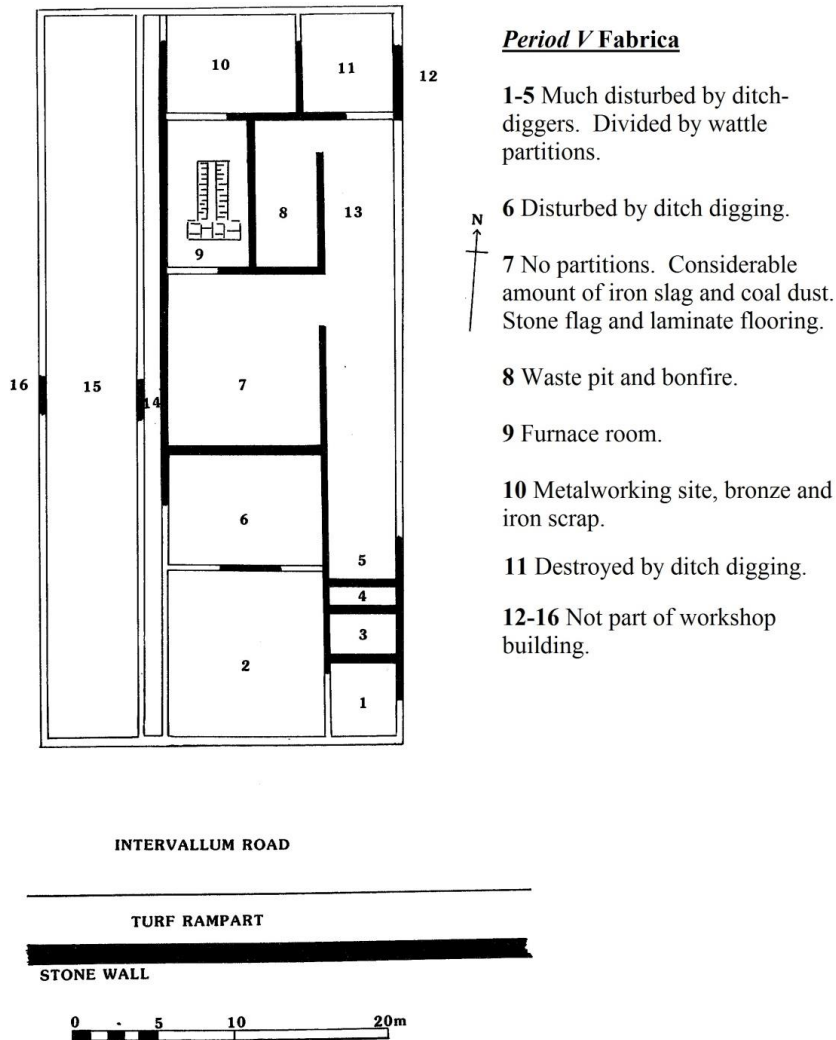 10
11
12
8
13
9
16
15
14
7
6
5
4
3
2
1
INTERVALLUM ROAD
TURF RAMPART
STONE WALL
0 5 10 20m
N
Period V Fabrica
1-5 Much disturbed by ditch-
diggers. Divided by wattle
partitions.
6 Disturbed by ditch digging.
7 No partitions. Considerable
amount of iron slag and coal dust.
Stone flag and laminate flooring.
8 Waste pit and bonfire.
9 Furnace room.
10 Metalworking site, bronze and
iron scrap.
11 Destroyed by ditch digging.
12-16 Not part of workshop
building.